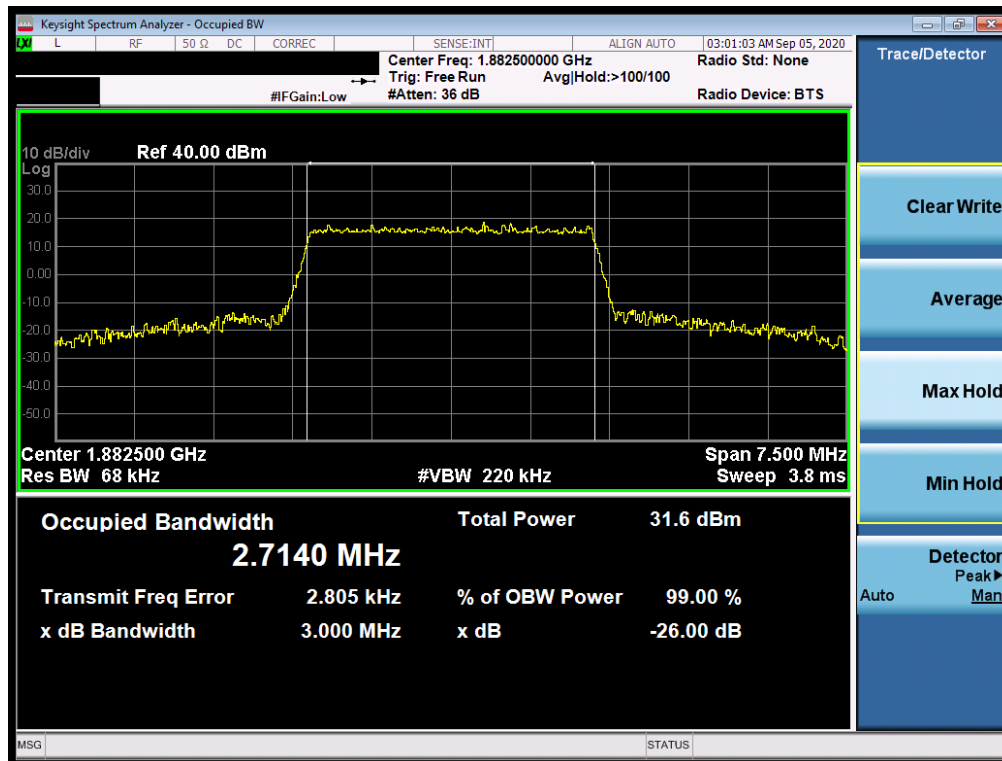 Keysight Spectrum Analyzer - Occupied BW
LXI L RF 50 Ω DC CORREC SENSE:INT ALIGN AUTO 03:01:03 AM Sep 05, 2020
Center Freq: 1.882500000 GHz Radio Std: None
Trig: Free Run Avg|Hold:>100/100
#IFGain:Low #Atten: 36 dB Radio Device: BTS
10 dB/div Ref 40.00 dBm
Log
30.0
20.0
10.0
0.00
-10.0
-20.0
-30.0
-40.0
-50.0
Center 1.882500 GHz Span 7.500 MHz
Res BW 68 kHz #VBW 220 kHz Sweep 3.8 ms
Occupied Bandwidth Total Power 31.6 dBm
2.7140 MHz
Transmit Freq Error 2.805 kHz % of OBW Power 99.00 %
x dB Bandwidth 3.000 MHz x dB -26.00 dB
MSG STATUS
Trace/Detector
Clear Write
Average
Max Hold
Min Hold
Detector
Peak▶
Auto Man